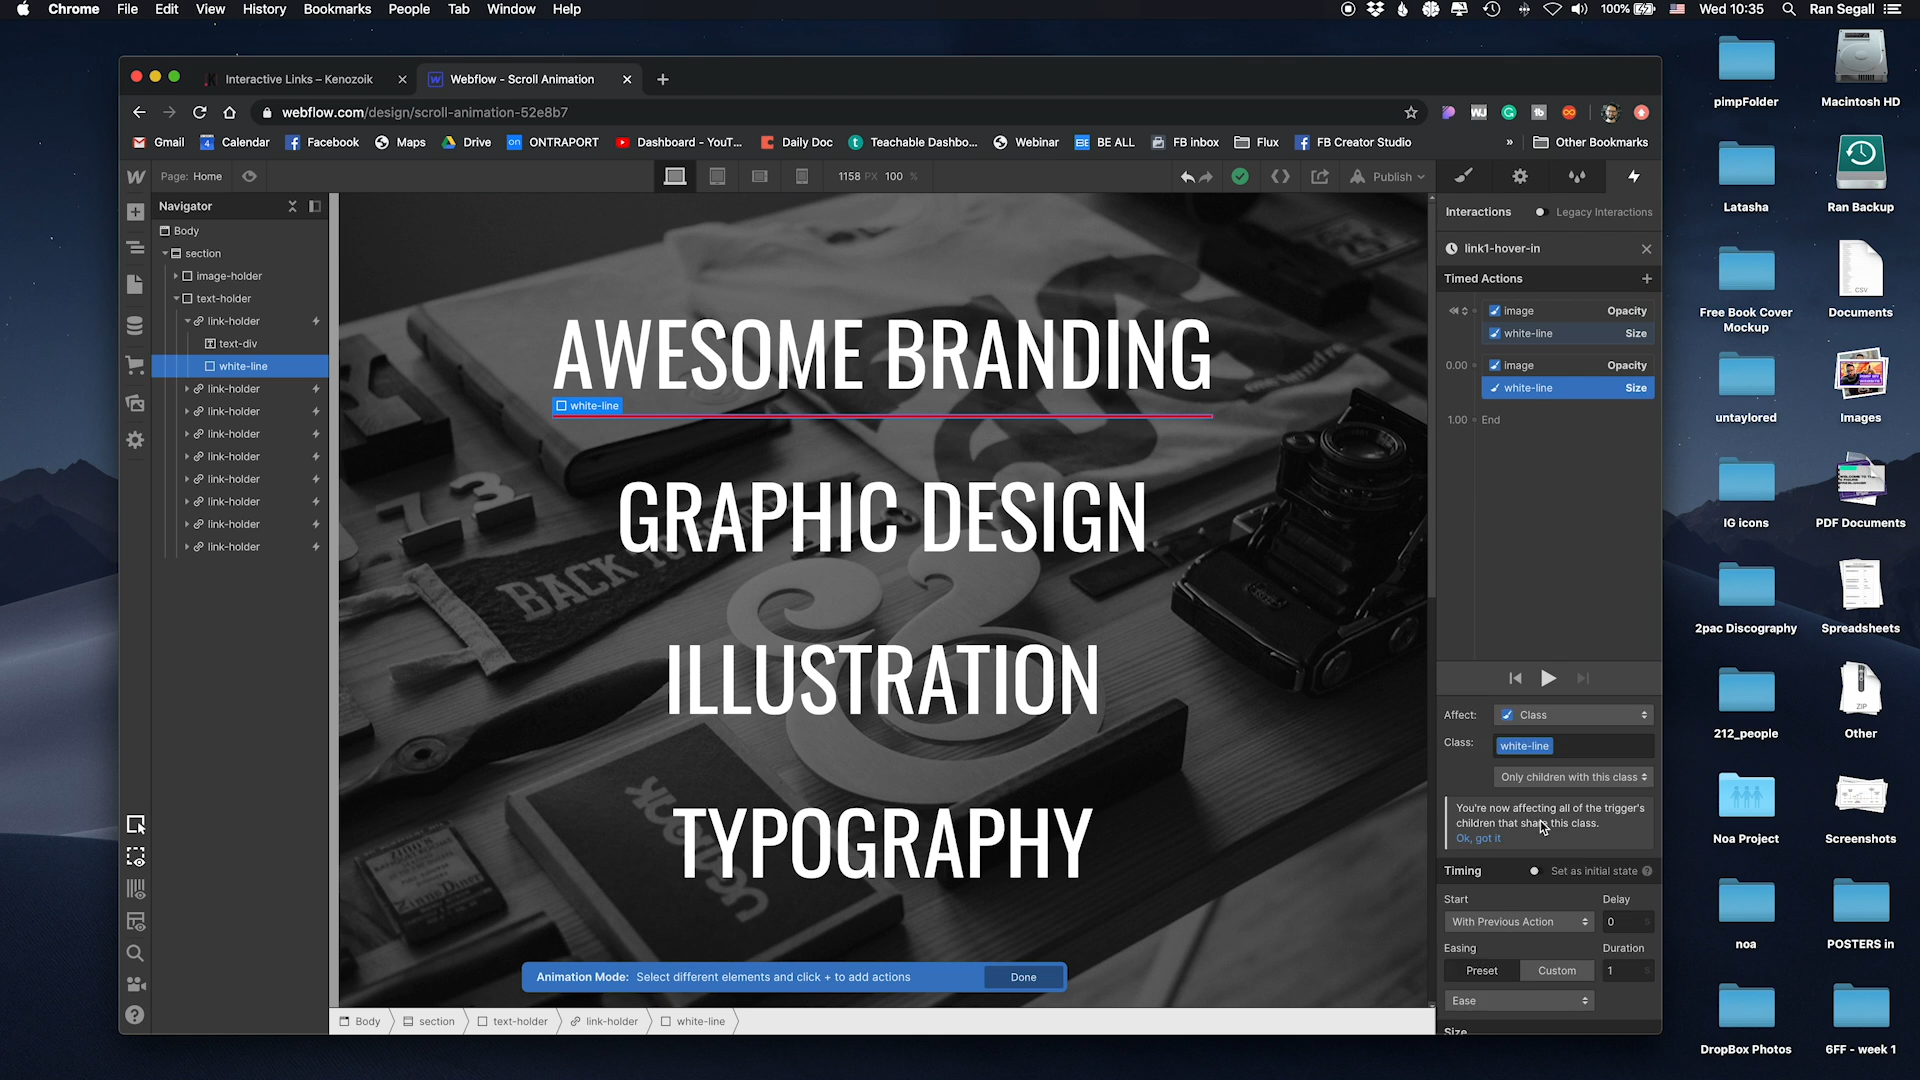 Chrome File Edit View History Bookmarks People Tab Window Help
100% Wed 10:35 Ran Segall
Interactive Links – Kenozoik
Webflow - Scroll Animation
webflow.com/design/scroll-animation-52e8b7
Gmail Calendar Facebook Maps Drive ONTRAPORT Dashboard - YouT... Daily Doc Teachable Dashbo... Webinar BE ALL FB inbox Flux FB Creator Studio » Other Bookmarks
Page: Home
1158 PX 100 %
Publish
Navigator
Body
section
image-holder
text-holder
link-holder
text-div
white-line
link-holder
link-holder
link-holder
link-holder
link-holder
link-holder
link-holder
link-holder
AWESOME BRANDING
white-line
GRAPHIC DESIGN
ILLUSTRATION
TYPOGRAPHY
BACK TO
Animation Mode: Select different elements and click + to add actions
Done
Body section text-holder link-holder white-line
Interactions
Legacy Interactions
link1-hover-in
Timed Actions
image Opacity
white-line Size
0.00 image Opacity
white-line Size
1.00 End
Affect: Class
Class: white-line
Only children with this class
You're now affecting all of the trigger's
children that share this class.
Ok, got it
Timing
Set as initial state
Start Delay
With Previous Action 0 S
Easing Duration
Preset Custom 1 S
Ease
Size
pimpFolder
Macintosh HD
Latasha
Ran Backup
Free Book Cover
Mockup
CSV
Documents
untaylored
Images
IG icons
PDF Documents
2pac Discography
Spreadsheets
212_people
ZIP
Other
Noa Project
Screenshots
noa
POSTERS in
DropBox Photos
6FF - week 1